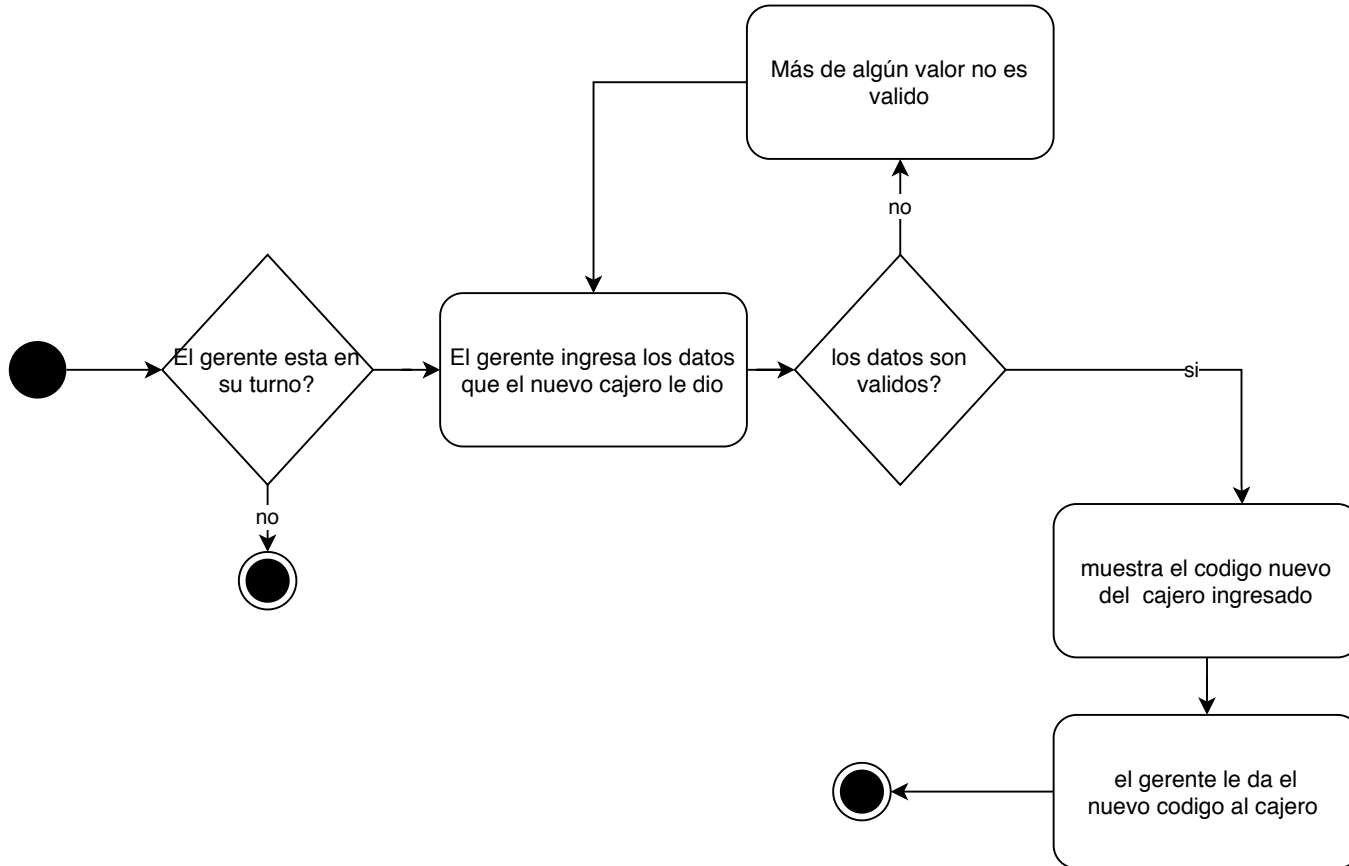 Más de algún valor no es
valido
no
El gerente esta en
su turno?
El gerente ingresa los datos
que el nuevo cajero le dio
los datos son
validos?
si
no
muestra el codigo nuevo
del  cajero ingresado
el gerente le da el
nuevo codigo al cajero